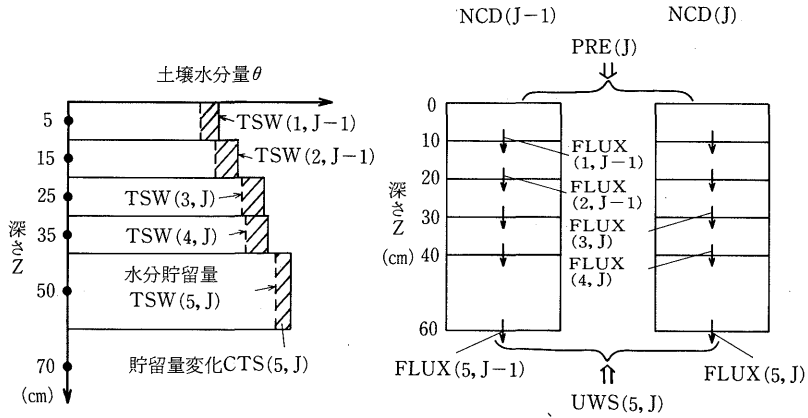 土壌水分量θ
5
15
25
35
50
70
(cm)
深さZ
TSW(1, J−1)
TSW(2, J−1)
TSW(3, J)
TSW(4, J)
水分貯留量
TSW(5, J)
貯留量変化CTS(5, J)
NCD(J−1)
NCD(J)
PRE(J)
0
10
20
30
40
60
深さZ
(cm)
FLUX
(1, J−1)
FLUX
(2, J−1)
FLUX
(3, J)
FLUX
(4, J)
FLUX(5, J−1)
FLUX(5, J)
UWS(5, J)